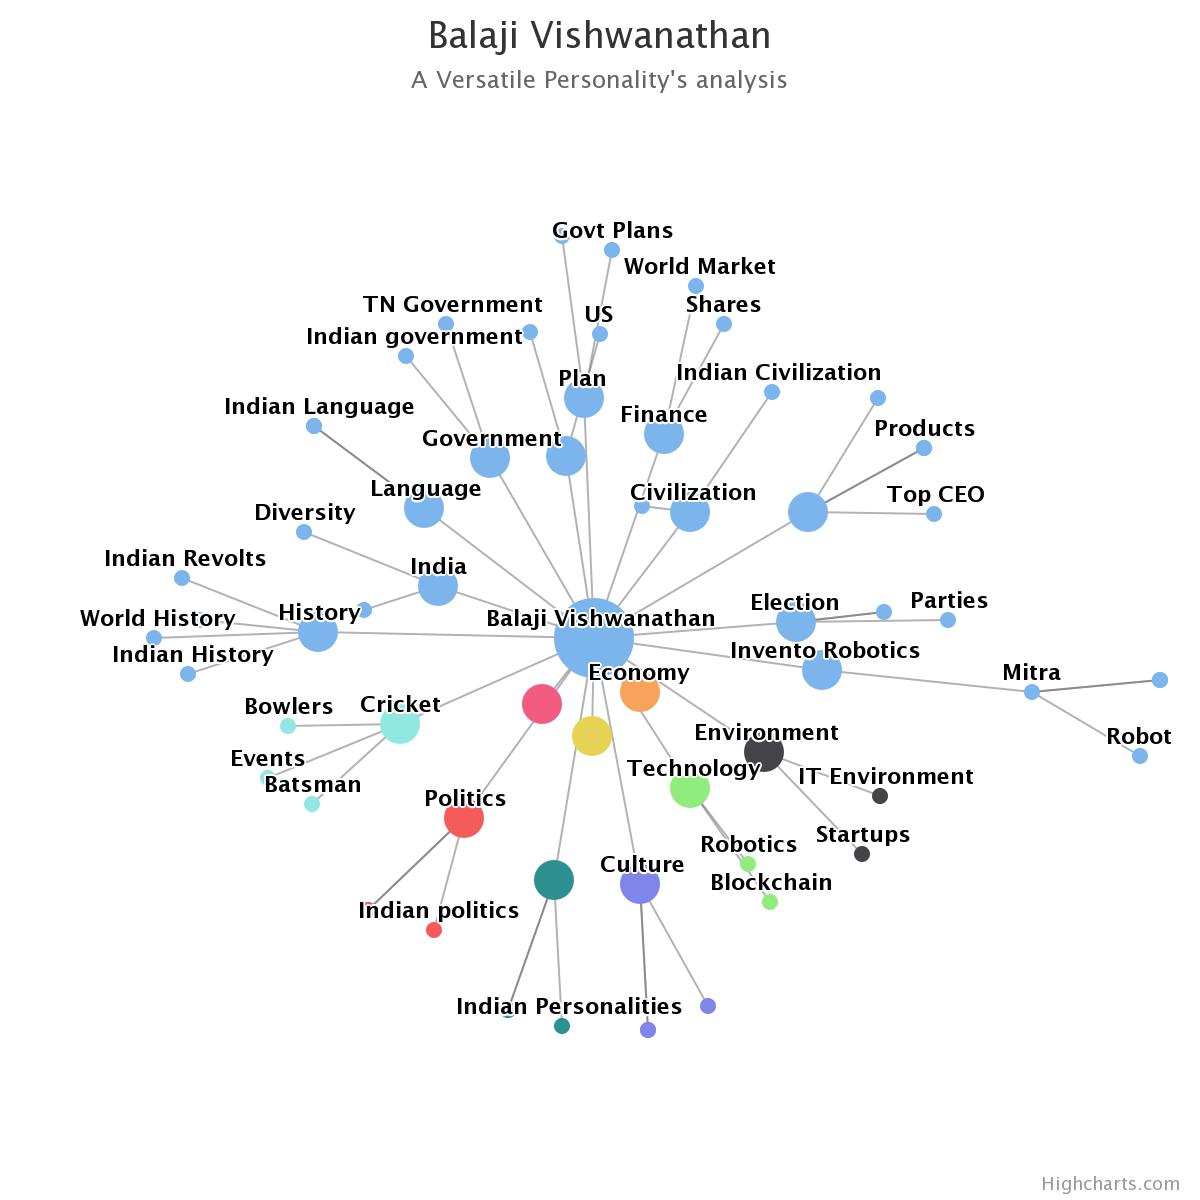 Balaji Vishwanathan
A Versatile Personality's analysis
Govt Plans
World Market
TN Government
US
Shares
Indian government
Plan
Indian Civilization
Indian Language
Finance
Government
Products
Language
Civilization
Top CEO
Diversity
Indian Revolts
India
Election
Parties
World History
History
Balaji Vishwanathan
Indian History
Invento Robotics
Economy
Mitra
Bowlers
Cricket
Environment
Robot
Events
Technology
IT Environment
Batsman
Politics
Startups
Robotics
Culture
Blockchain
Indian politics
Indian Personalities
Highcharts.com